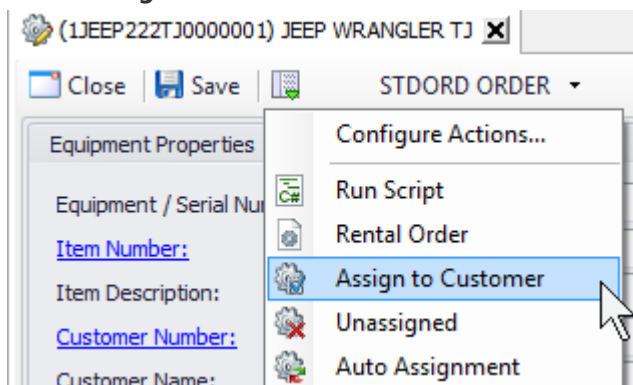 (1JEEP222TJ0000001) JEEP WRANGLER TJ
Close Save STDORD ORDER
Equipment Properties
Configure Actions...
Equipment / Serial
C# Run Script
Item Number:
Rental Order
Item Description:
Assign to Customer
Customer Number:
Unassigned
Customer Name:
Auto Assignment